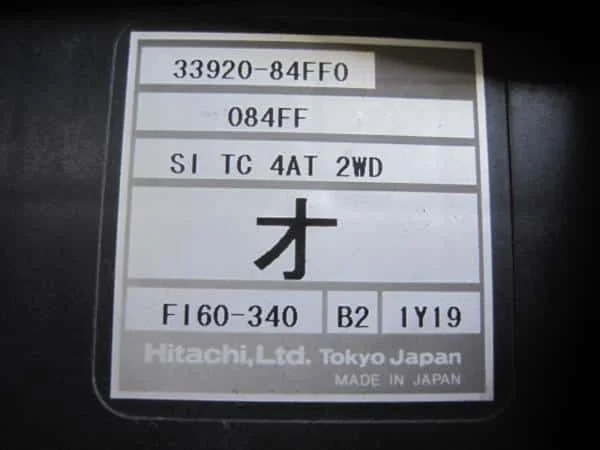 33920-84FF0
084FF
SI TC 4AT 2WD
オ
FI60-340 B2 1Y19
Hitachi,Ltd. Tokyo Japan
MADE IN JAPAN